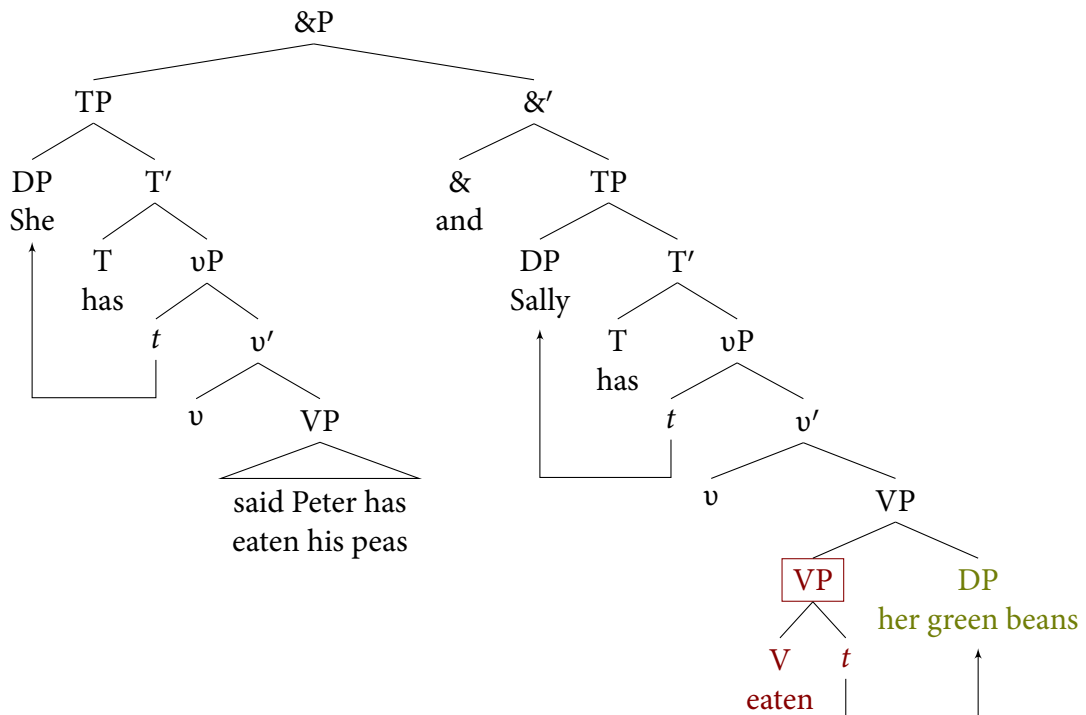 &P
TP &′
DP T′ & TP
She and
T υP DP T′
has Sally
t υ′ T υP
has
υ VP t υ′
said Peter has υ VP
eaten his peas
VP DP
her green beans
V t
eaten